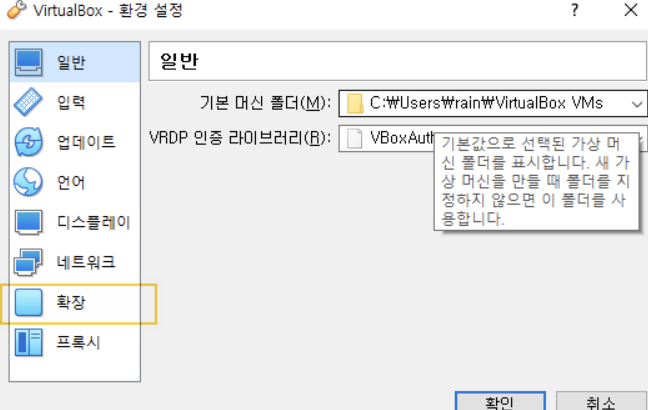 VirtualBox - 환경 설정
? ×
일반
입력
업데이트
언어
디스플레이
네트워크
확장
프록시
일반
기본 머신 폴더(M): C:₩Users₩rain₩VirtualBox VMs
VRDP 인증 라이브러리(R): VBoxAuth
기본값으로 선택된 가상 머
신 폴더를 표시합니다. 새 가
상 머신을 만들 때 폴더를 지
정하지 않으면 이 폴더를 사
용합니다.
확인 취소